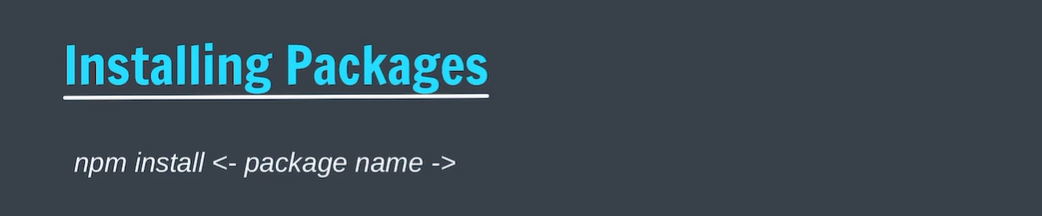 Installing Packages
npm install <- package name ->